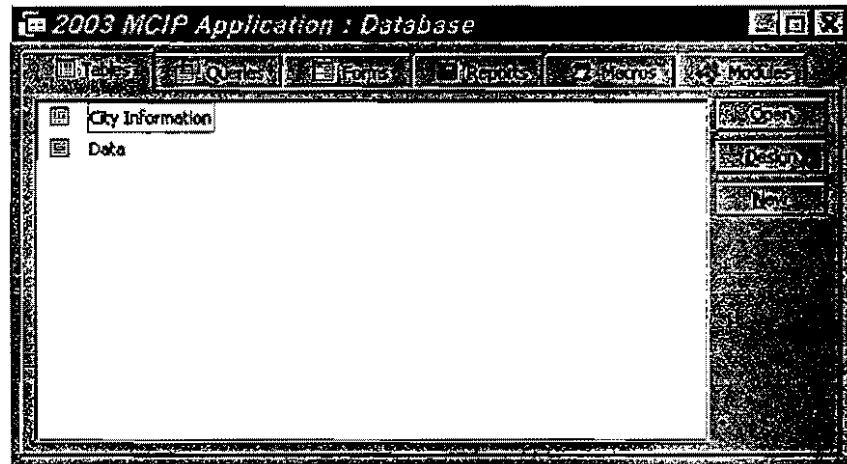 2003 MCIP Application : Database
Tables Queries Forms Reports Macros Modules
City Information Open
Data Design
New